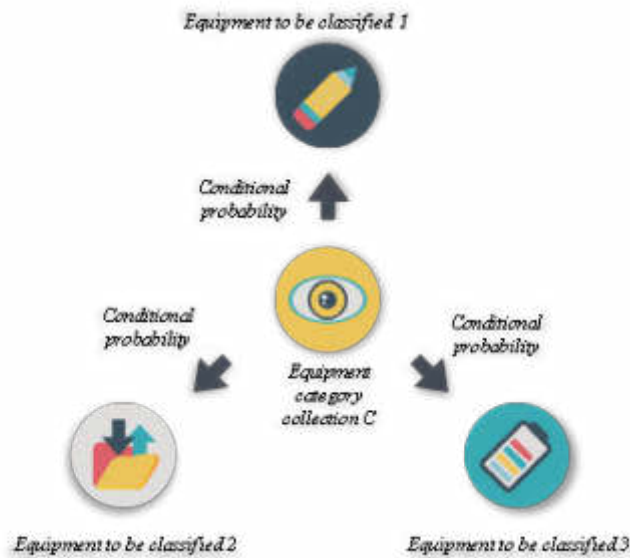 Equipment to be classified 1
Conditional
probability
Conditional
probability
Conditional
probability
Equipment
category
collection C
Equipment to be classified 2
Equipment to be classified 3